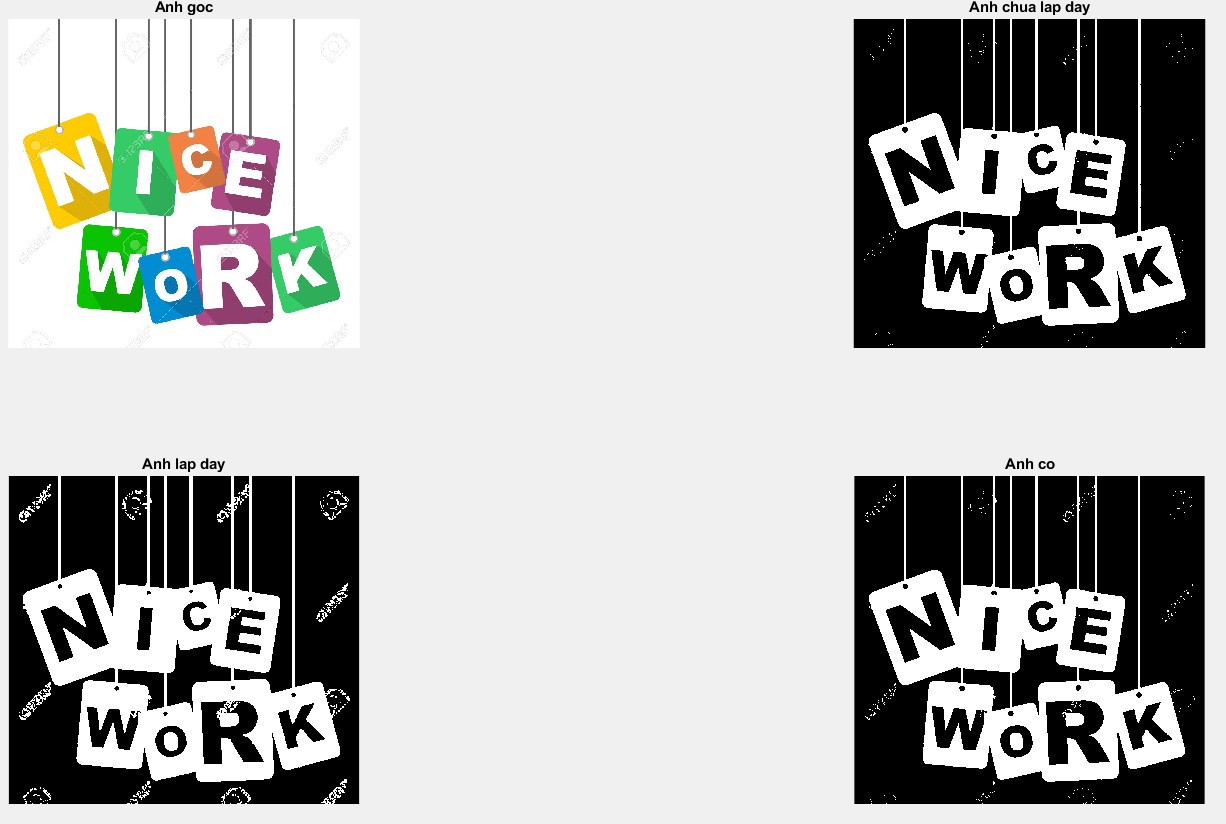 Anh goc
Anh chua lap day
NICE
WORK
NICE
WORK
Anh lap day
Anh co
NICE
WoRK
NICE
WoRK